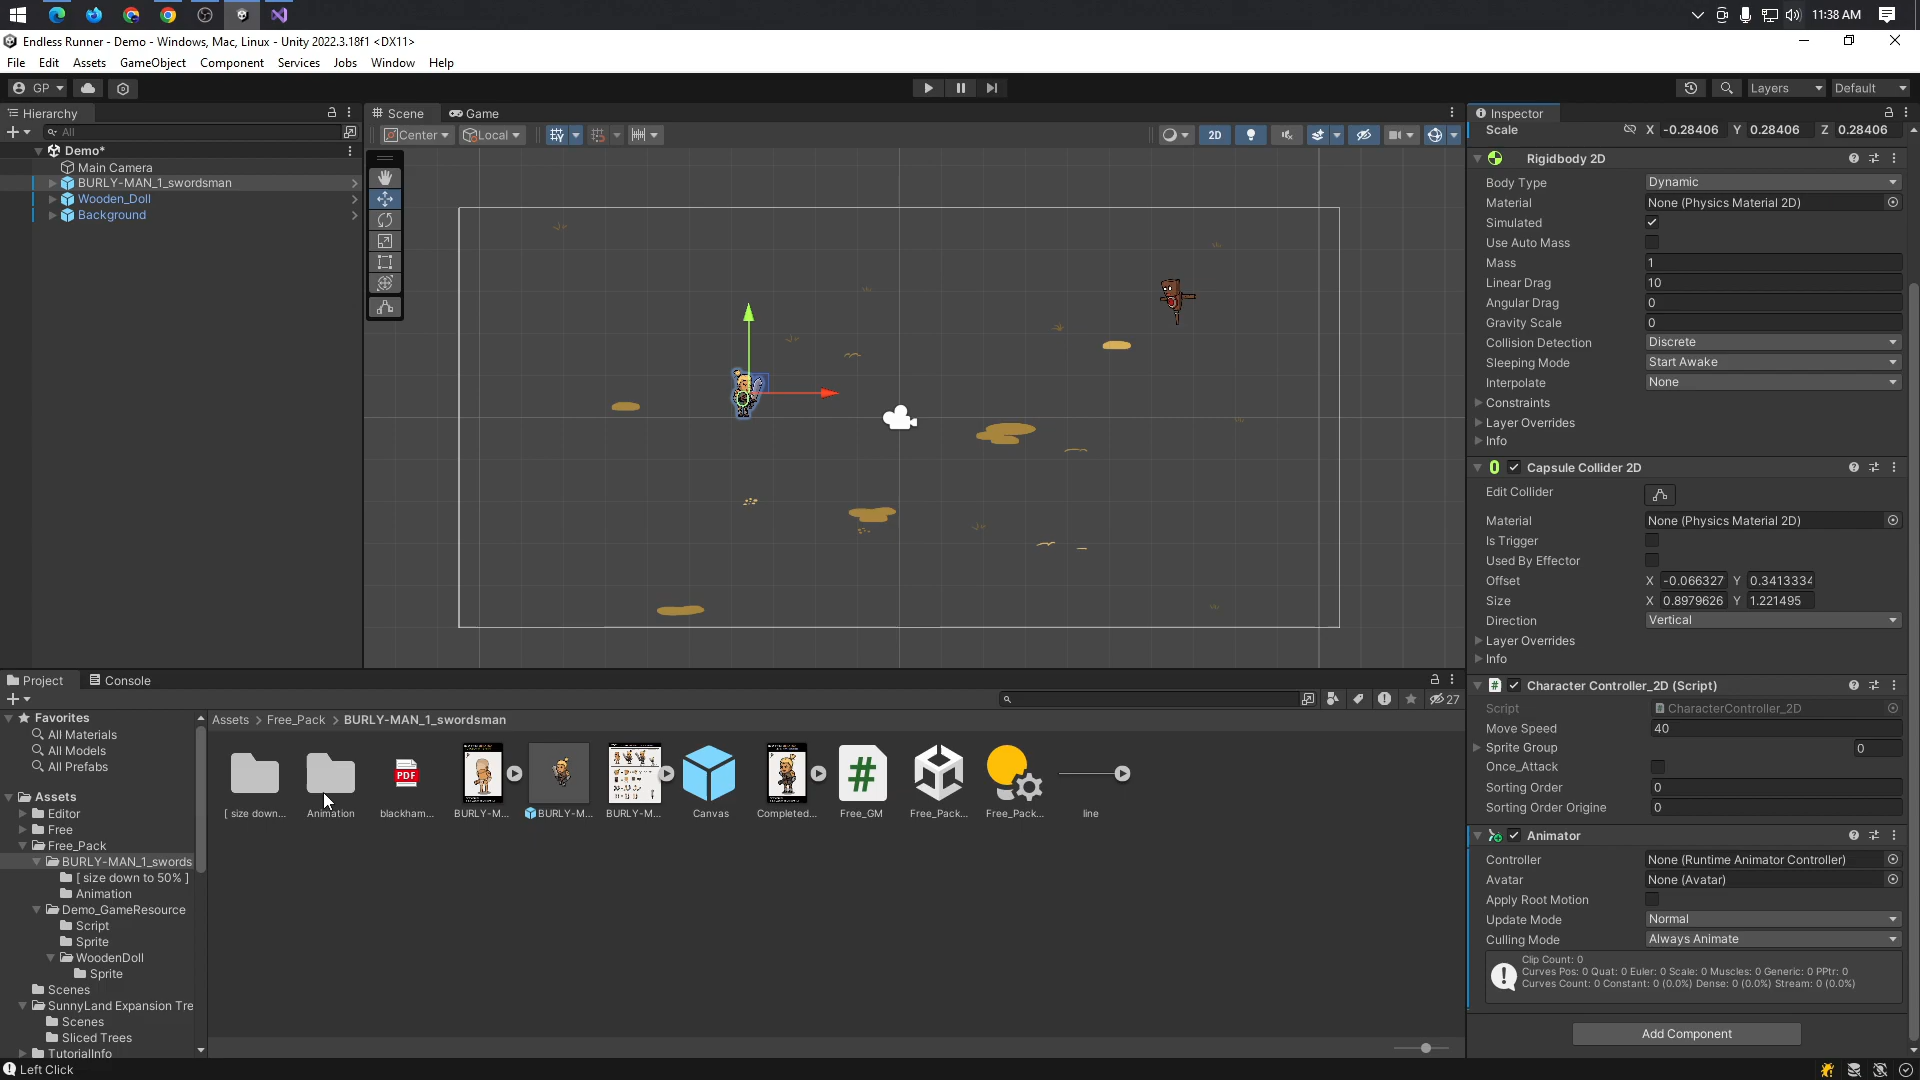 11:38 AM
Endless Runner - Demo - Windows, Mac, Linux - Unity 2022.3.18f1 <DX11>
File Edit Assets GameObject Component Services Jobs Window Help
GP
Layers
Default
Hierarchy
All
Demo*
Main Camera
BURLY-MAN_1_swordsman
Wooden_Doll
Background
Scene
Game
Center
Local
2D
Inspector
Scale X -0.28406 Y 0.28406 Z 0.28406
Rigidbody 2D
Body Type Dynamic
Material None (Physics Material 2D)
Simulated
Use Auto Mass
Mass 1
Linear Drag 10
Angular Drag 0
Gravity Scale 0
Collision Detection Discrete
Sleeping Mode Start Awake
Interpolate None
Constraints
Layer Overrides
Info
Capsule Collider 2D
Edit Collider
Material None (Physics Material 2D)
Is Trigger
Used By Effector
Offset X -0.066327 Y 0.3413334
Size X 0.8979626 Y 1.221495
Direction Vertical
Layer Overrides
Info
Character Controller_2D (Script)
Script CharacterController_2D
Move Speed 40
Sprite Group 0
Once_Attack
Sorting Order 0
Sorting Order Origine 0
Animator
Controller None (Runtime Animator Controller)
Avatar None (Avatar)
Apply Root Motion
Update Mode Normal
Culling Mode Always Animate
Clip Count: 0
Curves Pos: 0 Quat: 0 Euler: 0 Scale: 0 Muscles: 0 Generic: 0 PPtr: 0
Curves Count: 0 Constant: 0 (0.0%) Dense: 0 (0.0%) Stream: 0 (0.0%)
Add Component
Project
Console
27
Favorites
All Materials
All Models
All Prefabs
Assets
Editor
Free
Free_Pack
BURLY-MAN_1_swords
[ size down to 50% ]
Animation
Demo_GameResource
Script
Sprite
WoodenDoll
Sprite
Scenes
SunnyLand Expansion Tre
Scenes
Sliced Trees
TutorialInfo
Assets > Free_Pack > BURLY-MAN_1_swordsman
PDF
[ size down...
Animation
blackham...
BURLY-M...
BURLY-M...
BURLY-M...
Canvas
Completed...
Free_GM
Free_Pack...
Free_Pack...
line
Left Click